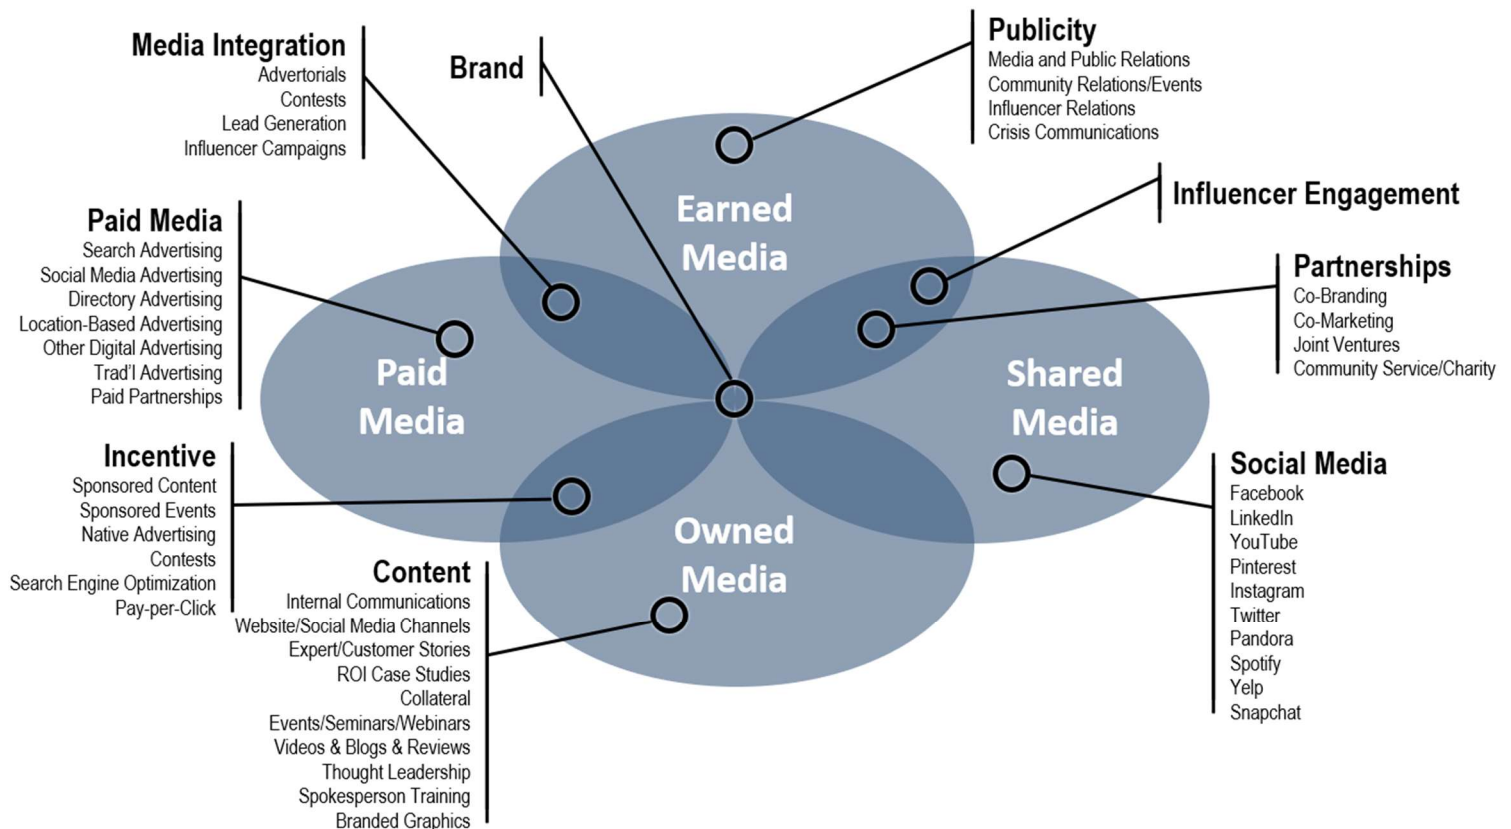 Media Integration
Advertorials
Contests
Lead Generation
Influencer Campaigns
Brand
Publicity
Media and Public Relations
Community Relations/Events
Influencer Relations
Crisis Communications
Influencer Engagement
Paid Media
Search Advertising
Social Media Advertising
Directory Advertising
Location-Based Advertising
Other Digital Advertising
Trad'l Advertising
Paid Partnerships
Earned
Media
Partnerships
Co-Branding
Co-Marketing
Joint Ventures
Community Service/Charity
Paid
Media
Shared
Media
Incentive
Sponsored Content
Sponsored Events
Native Advertising
Contests
Search Engine Optimization
Pay-per-Click
Owned
Media
Social Media
Facebook
LinkedIn
YouTube
Pinterest
Instagram
Twitter
Pandora
Spotify
Yelp
Snapchat
Content
Internal Communications
Website/Social Media Channels
Expert/Customer Stories
ROI Case Studies
Collateral
Events/Seminars/Webinars
Videos & Blogs & Reviews
Thought Leadership
Spokesperson Training
Branded Graphics